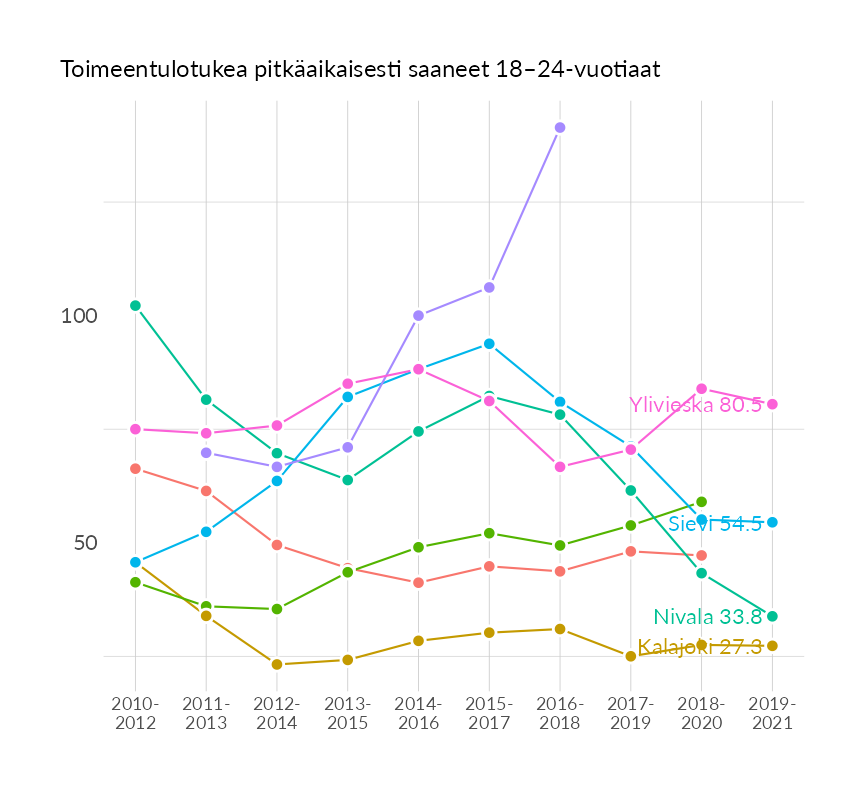 Toimeentulotukea pitkäaikaisesti saaneet 18–24-vuotiaat
100
50
Ylivieska 80.5
Sievi 54.5
Nivala 33.8
Kalajoki 27.3
2010- 2011- 2012- 2013- 2014- 2015- 2016- 2017- 2018- 2019-
2012 2013 2014 2015 2016 2017 2018 2019 2020 2021